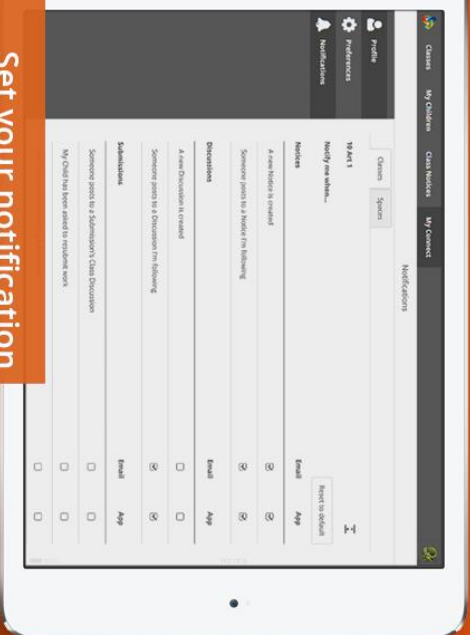 Classes My Children Class Notices My Connect
Notifications
Profile
Preferences
Notifications
Classes Spaces
10 Art 1
Notify me when... Reset to default
Notices Email App
A new Notice is created
Someone posts to a Notice I'm following
Discussions Email App
A new Discussion is created
Someone posts to a Discussion I'm following
Submissions Email App
Someone posts to a Submission's Class Discussion
My Child has been asked to resubmit work
Set your notification